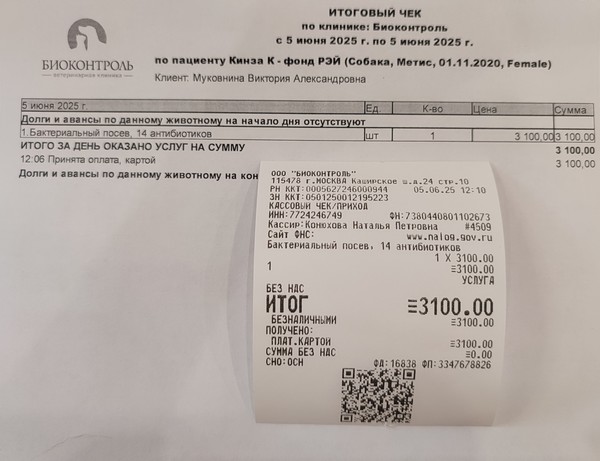 БИОКОНТРОЛЬ
ветеринарная клиника
ИТОГОВЫЙ ЧЕК
по клинике: Биоконтроль
с 5 июня 2025 г. по 5 июня 2025 г.
по пациенту Кинза К - фонд РЭЙ (Собака, Метис, 01.11.2020, Female)
Клиент: Муковнина Виктория Александровна
5 июня 2025 г. Ед. К-во Цена Сумма
Долги и авансы по данному животному на начало дня отсутствуют
1.Бактериальный посев, 14 антибиотиков шт 1 3 100,00 3 100,00
ИТОГО ЗА ДЕНЬ ОКАЗАНО УСЛУГ НА СУММУ 3 100,00
12:06 Принята оплата, картой 3 100,00
Долги и авансы по данному животному на кон
ООО "БИОКОНТРОЛЬ"
115478 г.МОСКВА Каширское ш.д.24 стр.10
РН ККТ:000562/246000944 05.06.25 12:10
ЗН ККТ:0501250012195223
КАССОВЫЙ ЧЕК/ПРИХОД
ИНН:7724246749 ФН:7380440801102673
Кассир:Конюхова Наталья Петровна #4509
Сайт ФНС: www.nalog.gov.ru
Бактериальный посев, 14 антибиотиков
1 X 3100.00
1 ≡3100.00
УСЛУГА
БЕЗ НДС
ИТОГ ≡3100.00
БЕЗНАЛИЧНЫМИ ≡3100.00
ПОЛУЧЕНО:
ПЛАТ.КАРТОЙ ≡3100.00
СУММА БЕЗ НДС ≡0.00
СНО:ОСН ФД:16838 ФП:3347678826